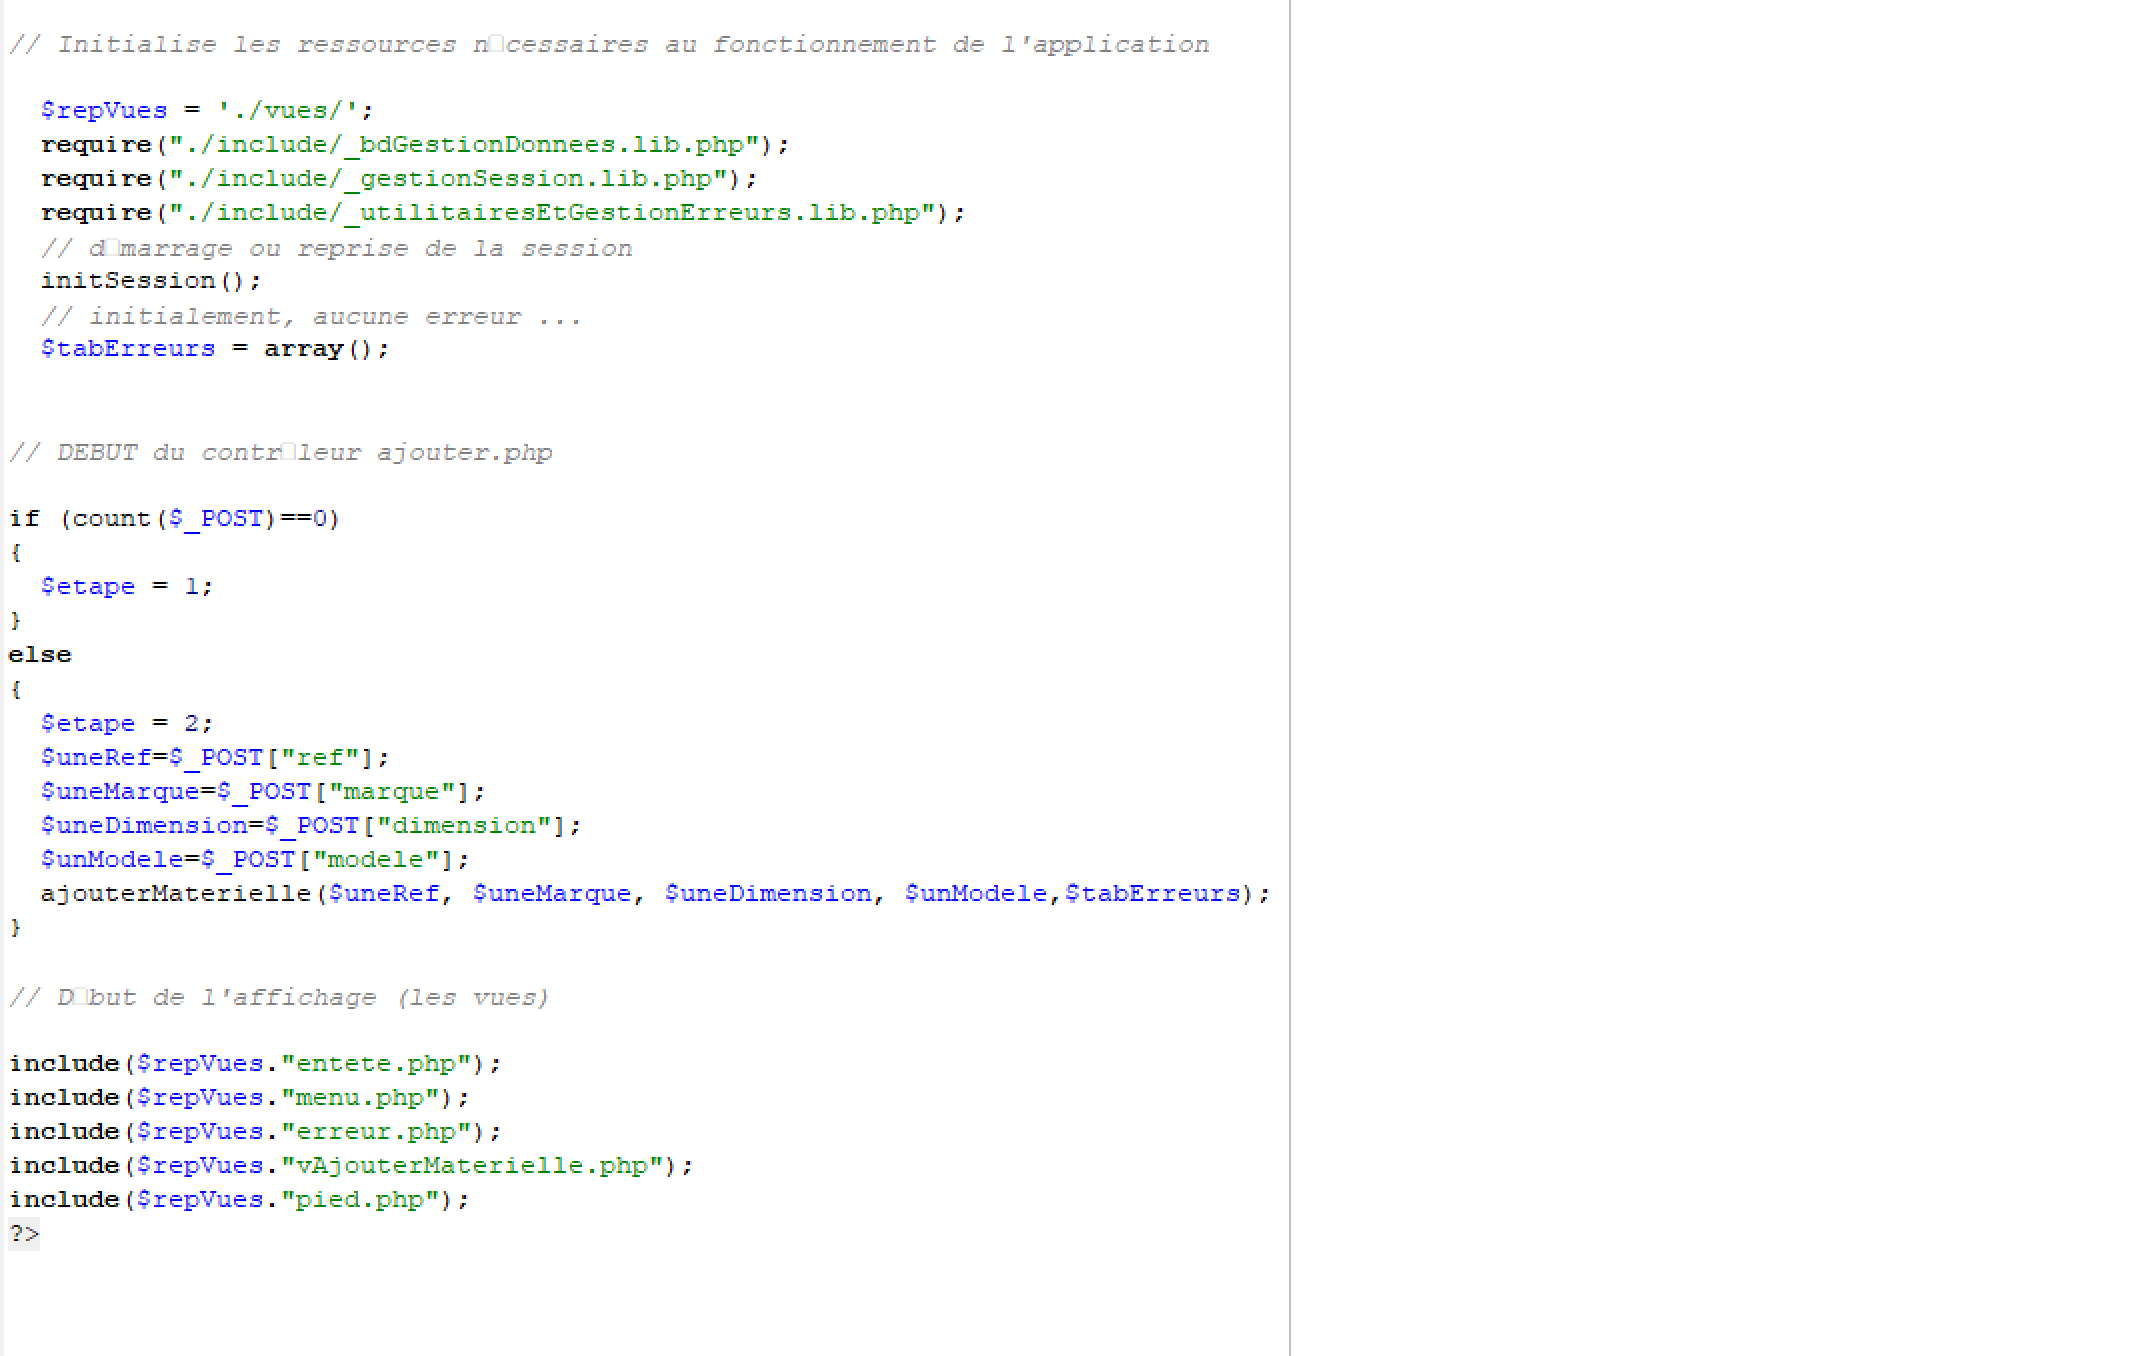 // Initialise les ressources n□cessaires au fonctionnement de l'application
$repVues = './vues/';
require("./include/_bdGestionDonnees.lib.php");
require("./include/_gestionSession.lib.php");
require("./include/_utilitairesEtGestionErreurs.lib.php");
// d□marrage ou reprise de la session
initSession();
// initialement, aucune erreur ...
$tabErreurs = array();
// DEBUT du contr□leur ajouter.php
if (count($_POST)==0)
{
$etape = 1;
}
else
{
$etape = 2;
$uneRef=$_POST["ref"];
$uneMarque=$_POST["marque"];
$uneDimension=$_POST["dimension"];
$unModele=$_POST["modele"];
ajouterMaterielle($uneRef, $uneMarque, $uneDimension, $unModele,$tabErreurs);
}
// D□but de l'affichage (les vues)
include($repVues."entete.php");
include($repVues."menu.php");
include($repVues."erreur.php");
include($repVues."vAjouterMaterielle.php");
include($repVues."pied.php");
?>